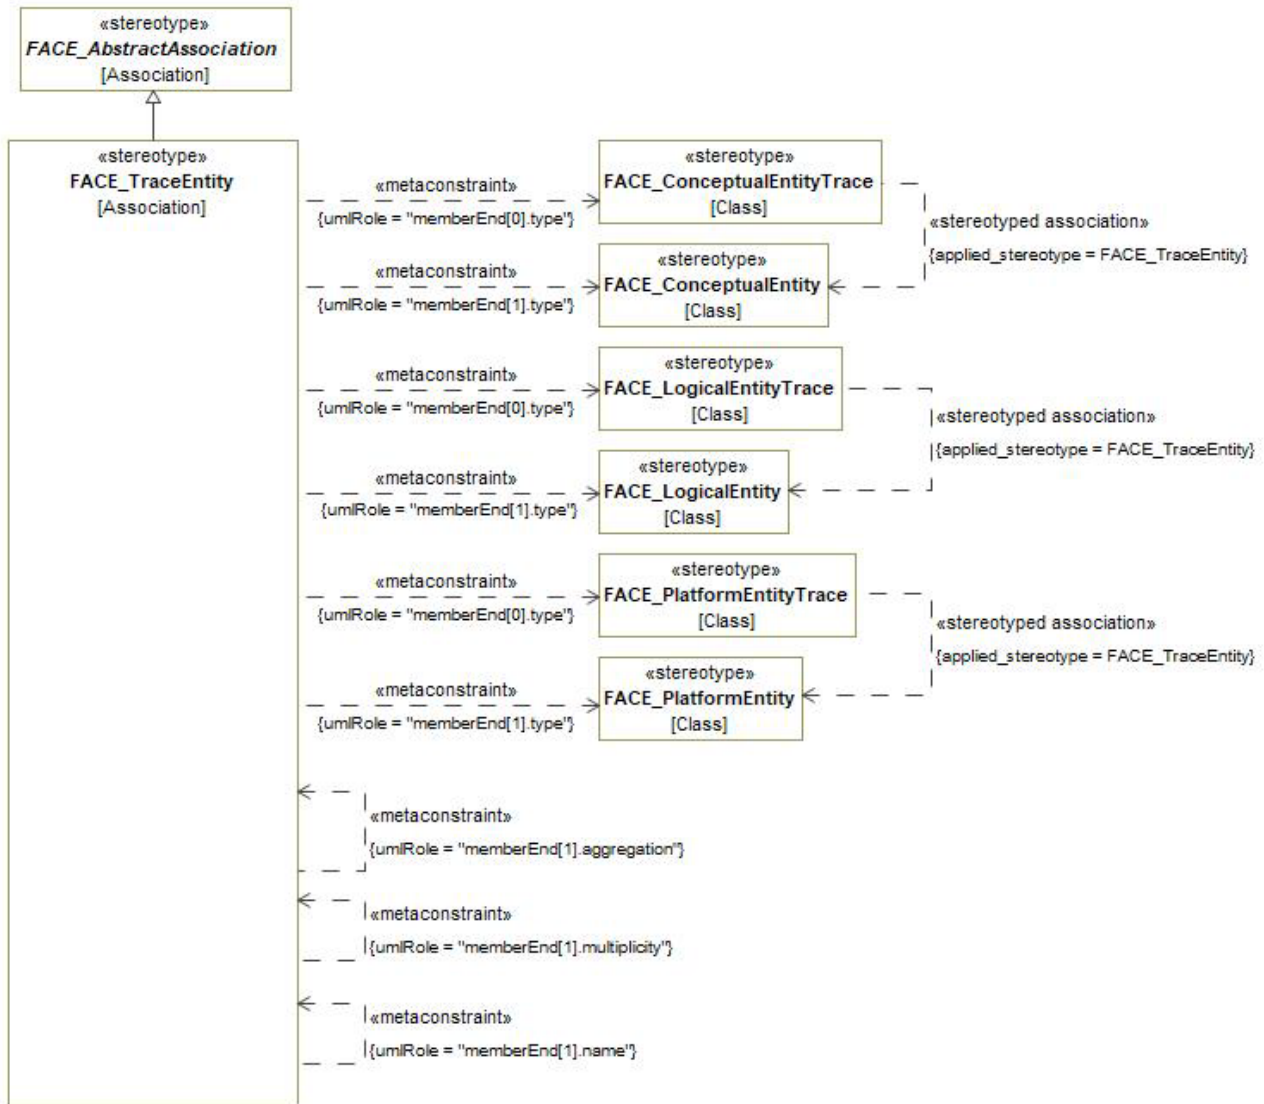 «stereotype»
FACE_AbstractAssociation
[Association]
«stereotype»
FACE_TraceEntity
[Association]
«metaconstraint»
{umlRole = "memberEnd[0].type"}
«stereotype»
FACE_ConceptualEntityTrace
[Class]
«stereotyped association»
{applied_stereotype = FACE_TraceEntity}
«metaconstraint»
{umlRole = "memberEnd[1].type"}
«stereotype»
FACE_ConceptualEntity
[Class]
«metaconstraint»
{umlRole = "memberEnd[0].type"}
«stereotype»
FACE_LogicalEntityTrace
[Class]
«stereotyped association»
{applied_stereotype = FACE_TraceEntity}
«metaconstraint»
{umlRole = "memberEnd[1].type"}
«stereotype»
FACE_LogicalEntity
[Class]
«metaconstraint»
{umlRole = "memberEnd[0].type"}
«stereotype»
FACE_PlatformEntityTrace
[Class]
«stereotyped association»
{applied_stereotype = FACE_TraceEntity}
«metaconstraint»
{umlRole = "memberEnd[1].type"}
«stereotype»
FACE_PlatformEntity
[Class]
«metaconstraint»
{umlRole = "memberEnd[1].aggregation"}
«metaconstraint»
{umlRole = "memberEnd[1].multiplicity"}
«metaconstraint»
{umlRole = "memberEnd[1].name"}